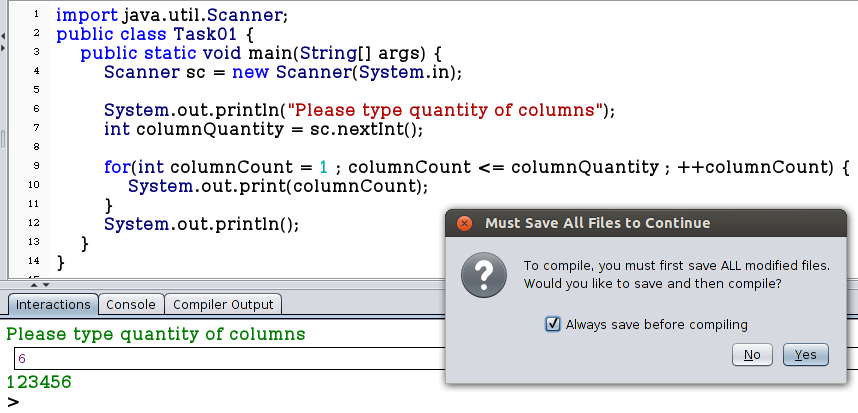 1 import java.util.Scanner;
2 public class Task01 {
3 public static void main(String[] args) {
4 Scanner sc = new Scanner(System.in);
5
6 System.out.println("Please type quantity of columns");
7 int columnQuantity = sc.nextInt();
8
9 for(int columnCount = 1 ; columnCount <= columnQuantity ; ++columnCount) {
10 System.out.print(columnCount);
11 }
12 System.out.println();
13 }
14 }
Must Save All Files to Continue
To compile, you must first save ALL modified files.
Would you like to save and then compile?
Always save before compiling
No Yes
Interactions Console Compiler Output
Please type quantity of columns
6
123456
>